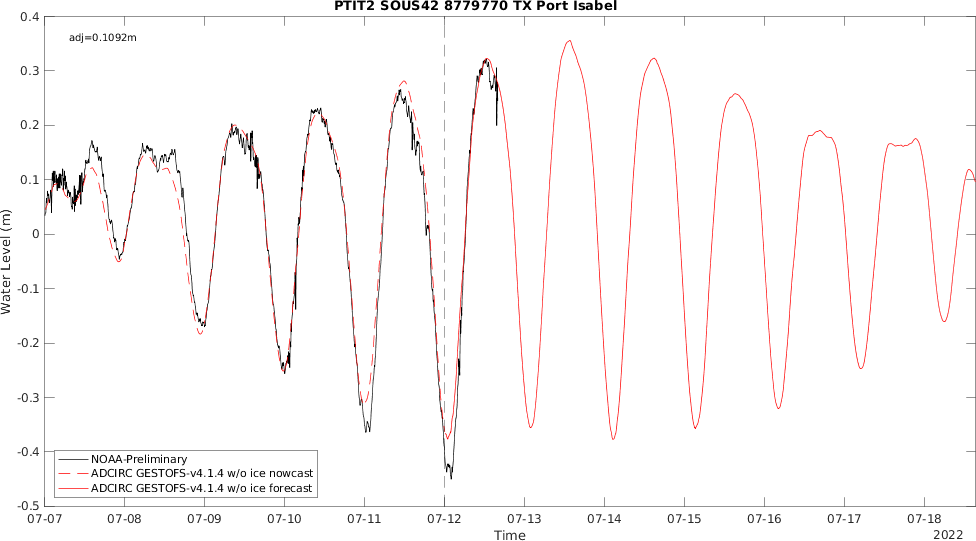 PTIT2 SOUS42 8779770 TX Port Isabel
adj=0.1092m
0.4
0.3
0.2
0.1
0
-0.1
-0.2
-0.3
-0.4
-0.5
Water Level (m)
NOAA-Preliminary
ADCIRC GESTOFS-v4.1.4 w/o ice nowcast
ADCIRC GESTOFS-v4.1.4 w/o ice forecast
07-07 07-08 07-09 07-10 07-11 07-12 07-13 07-14 07-15 07-16 07-17 07-18
Time
2022